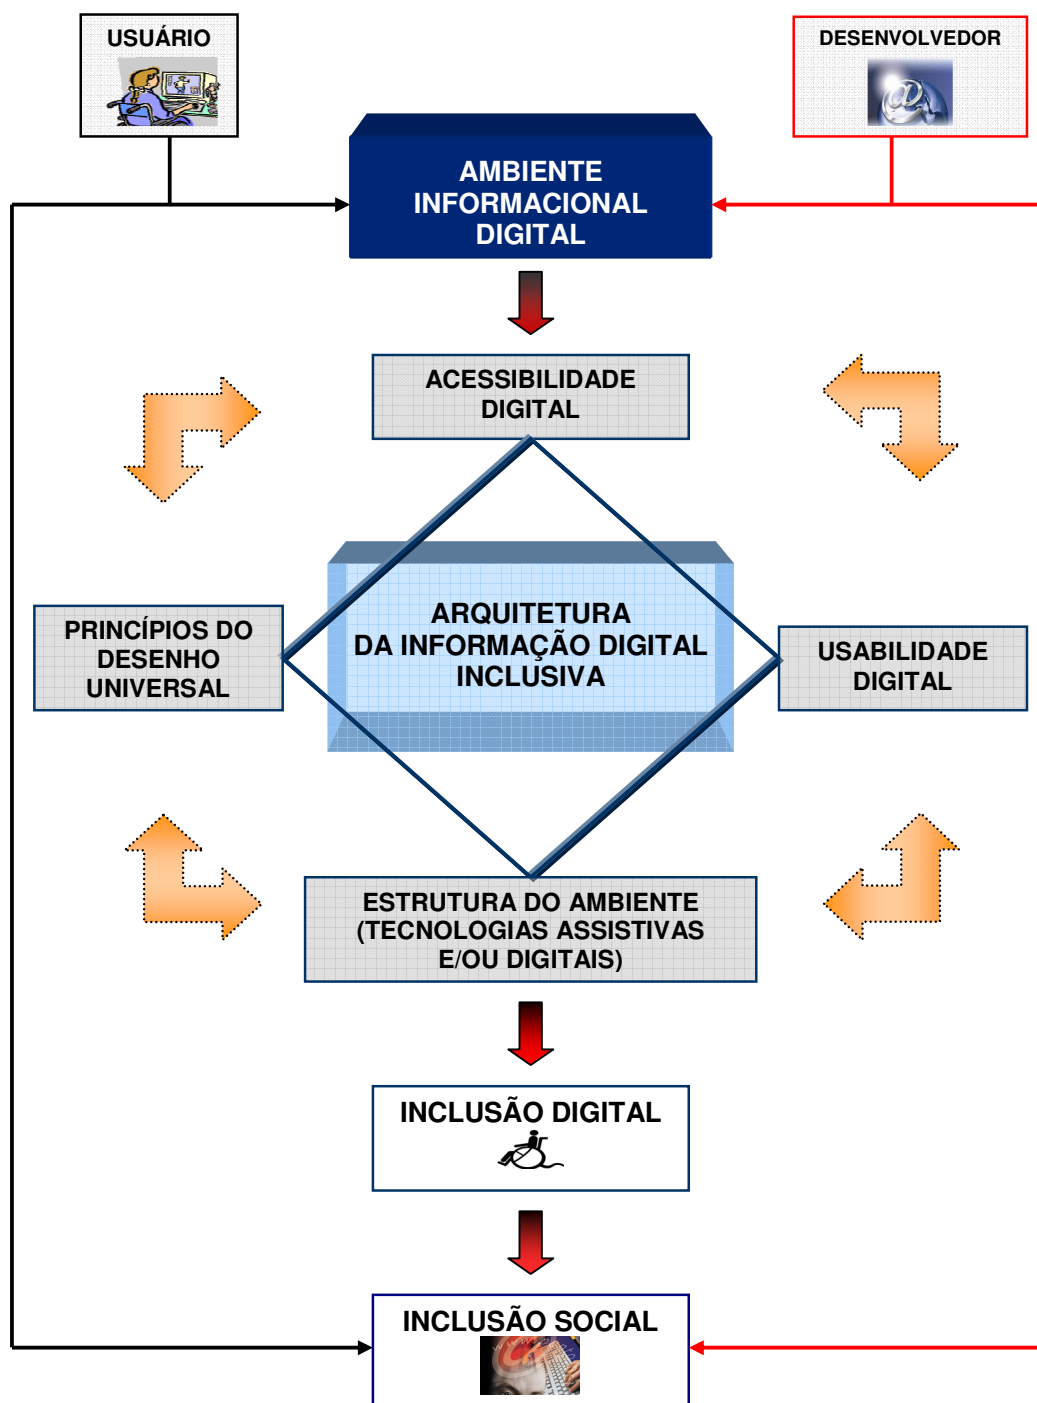 USUÁRIO
DESENVOLVEDOR
AMBIENTE
INFORMACIONAL
DIGITAL
ACESSIBILIDADE
DIGITAL
ARQUITETURA
DA INFORMAÇÃO DIGITAL
INCLUSIVA
PRINCÍPIOS DO
DESENHO
UNIVERSAL
USABILIDADE
DIGITAL
ESTRUTURA DO AMBIENTE
(TECNOLOGIAS ASSISTIVAS
E/OU DIGITAIS)
INCLUSÃO DIGITAL
INCLUSÃO SOCIAL